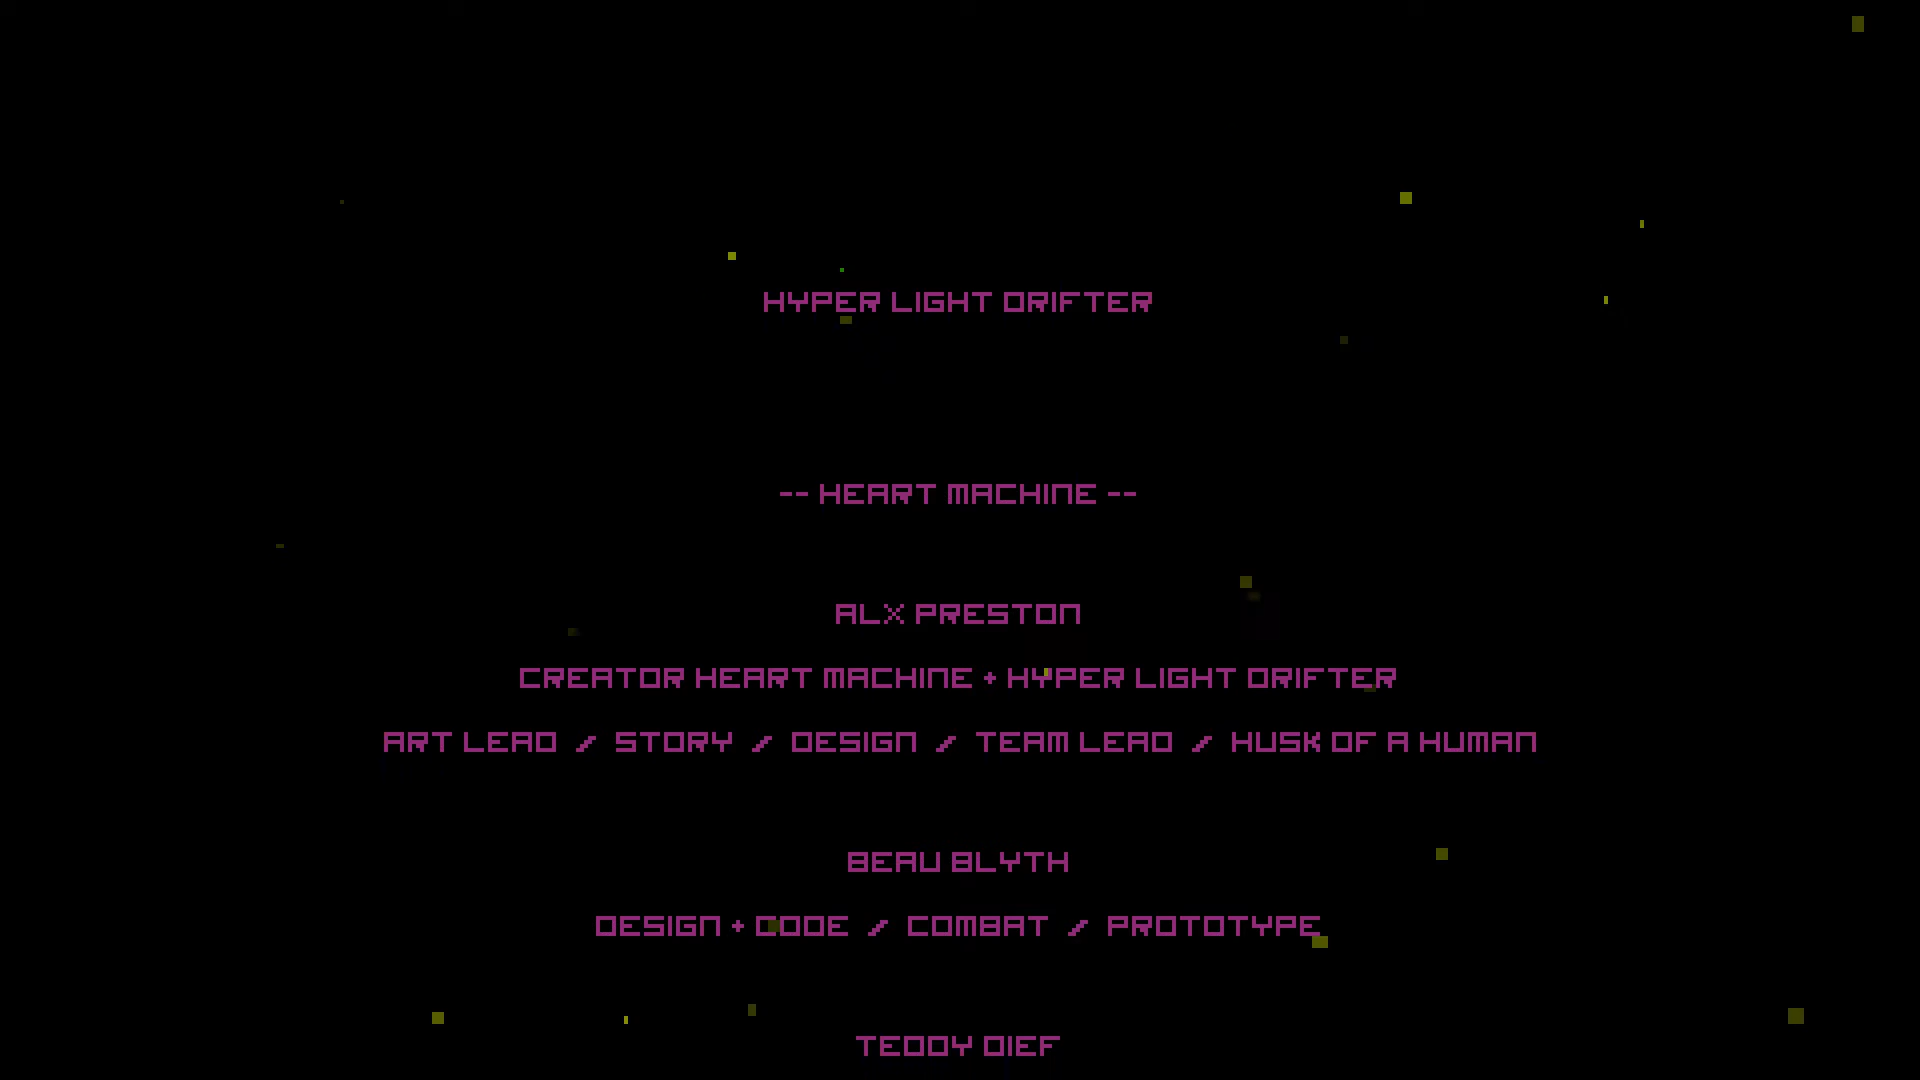 HYPER LIGHT DRIFTER
-- HEART MACHINE --
ALX PRESTON
CREATOR HEART MACHINE + HYPER LIGHT DRIFTER
ART LEAD / STORY / DESIGN / TEAM LEAD / HUSK OF A HUMAN
BEAU BLYTH
DESIGN + CODE / COMBAT / PROTOTYPE
TEDDY DIEF